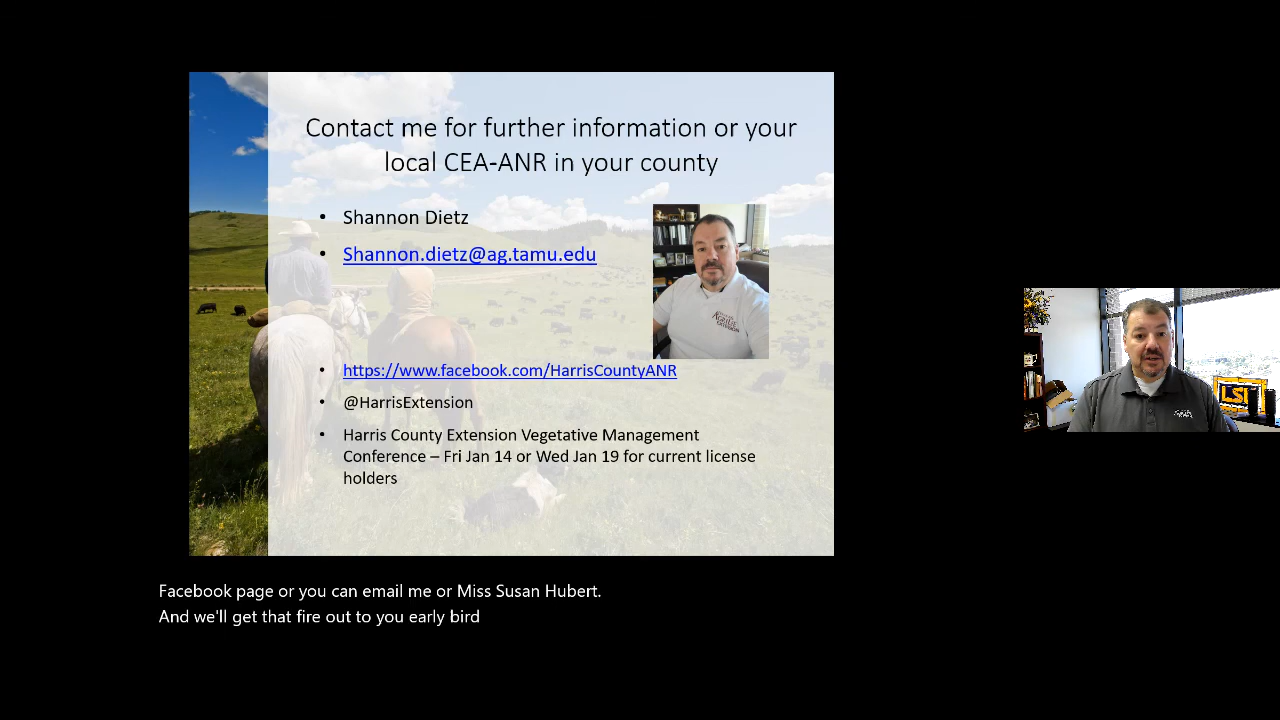 Contact me for further information or your
local CEA-ANR in your county
• Shannon Dietz
• Shannon.dietz@ag.tamu.edu
• https://www.facebook.com/HarrisCountyANR
• @HarrisExtension
• Harris County Extension Vegetative Management
Conference – Fri Jan 14 or Wed Jan 19 for current license
holders
LSU
Facebook page or you can email me or Miss Susan Hubert.
And we'll get that fire out to you early bird